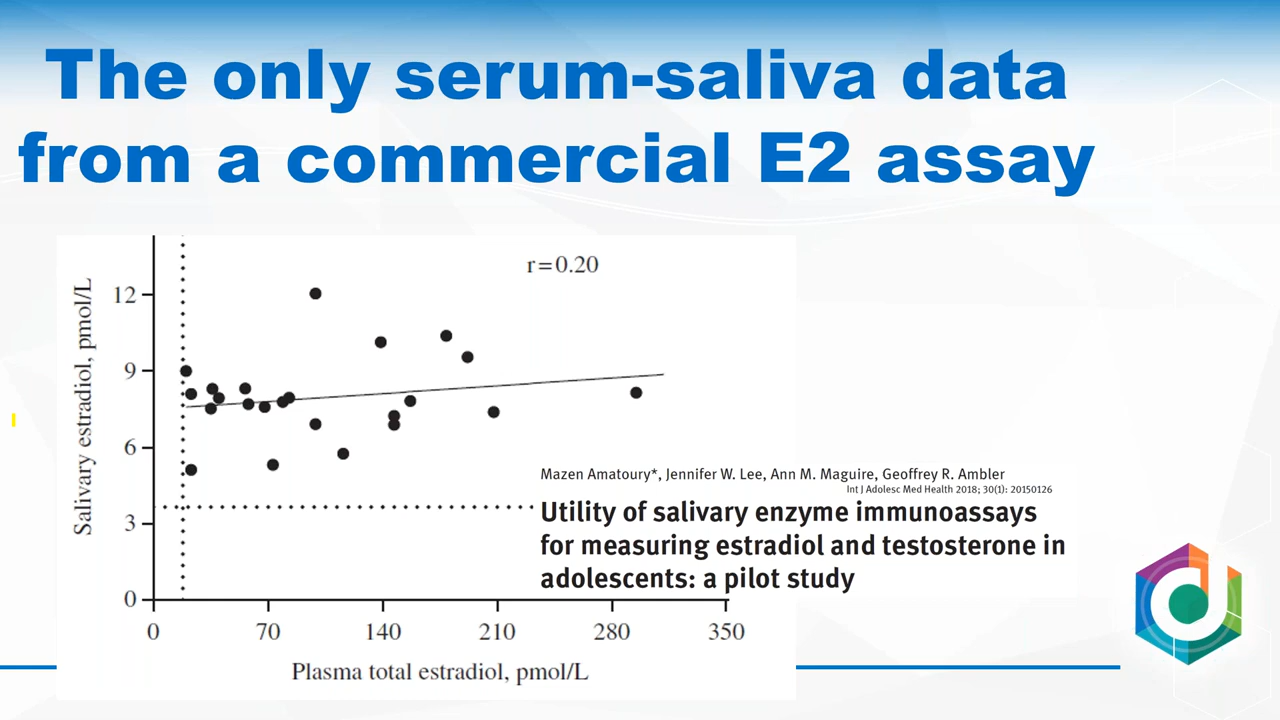 The only serum-saliva data
from a commercial E2 assay
r=0.20
Salivary estradiol, pmol/L
12
9
6
3
0
0 70 140 210 280 350
Plasma total estradiol, pmol/L
Mazen Amatoury*, Jennifer W. Lee, Ann M. Maguire, Geoffrey R. Ambler
Int J Adolesc Med Health 2018; 30(1): 20150126
Utility of salivary enzyme immunoassays
for measuring estradiol and testosterone in
adolescents: a pilot study